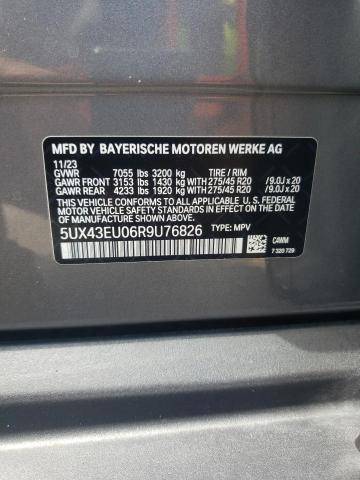 MFD BY BAYERISCHE MOTOREN WERKE AG
11/23
GVWR 7055 lbs 3200 kg TIRE / RIM
GAWR FRONT 3153 lbs 1430 kg 275/45 R20 /9.0J x 20
GAWR REAR 4233 lbs 1920 kg 275/45 R20 /9.0J x 20
THIS VEHICLE CONFORMS TO ALL APPLICABLE
U. S. FEDERAL MOTOR VEHICLE SAFETY STANDARDS
IN EFFECT ON THE DATE OF MANUFACTURE SHOWN ABOVE.
5UX43EU06R9U76826 TYPE: MPV
C4WM
7 320 729